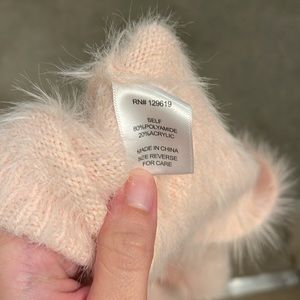 RN# 129619
SELF
80%POLYAMIDE
20%ACRYLIC
MADE IN CHINA
SEE REVERSE
FOR CARE